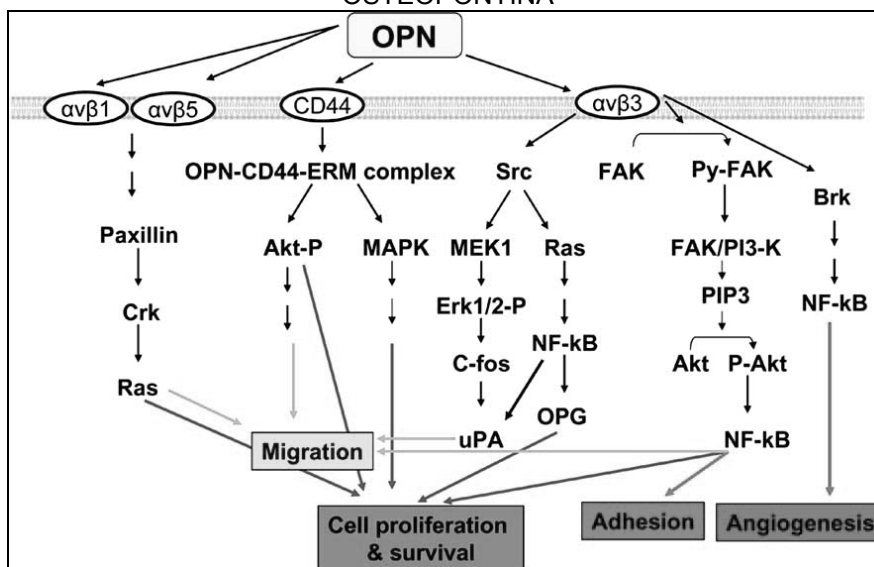 OSTEOPONTINA
OPN
αvβ1 αvβ5 CD44 αvβ3
OPN-CD44-ERM complex Src FAK Py-FAK
Brk
Paxillin Akt-P MAPK MEK1 Ras FAK/PI3-K
Crk Erk1/2-P PIP3 NF-kB
NF-kB
Ras C-fos Akt P-Akt
OPG
Migration uPA NF-kB
Cell proliferation
& survival
Adhesion Angiogenesis